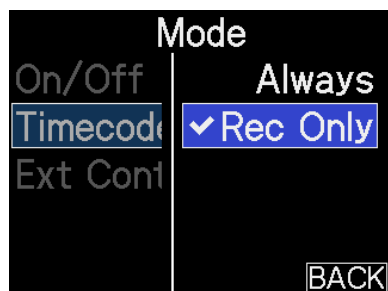 Mode
On/Off
Always
Timecode
Rec Only
Ext Cont
BACK